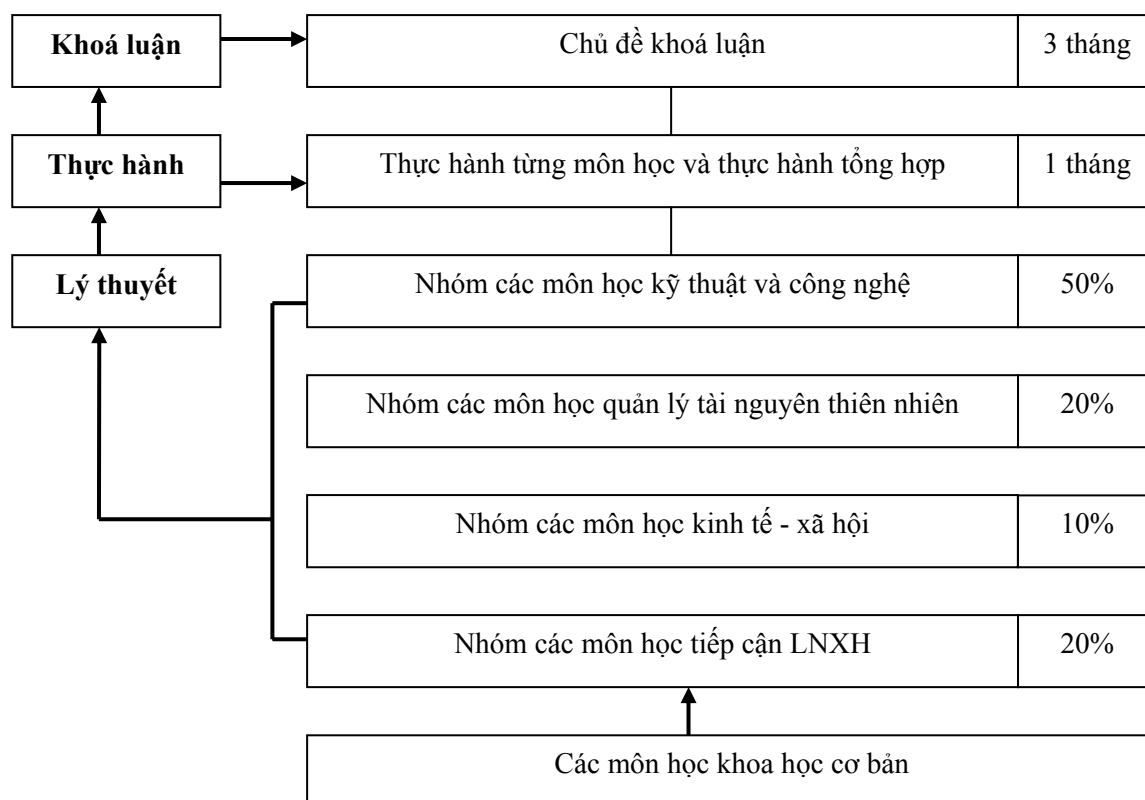 Khoá luận
Chủ đề khoá luận
3 tháng
Thực hành
Thực hành từng môn học và thực hành tổng hợp
1 tháng
Lý thuyết
Nhóm các môn học kỹ thuật và công nghệ
50%
Nhóm các môn học quản lý tài nguyên thiên nhiên
20%
Nhóm các môn học kinh tế - xã hội
10%
Nhóm các môn học tiếp cận LNXH
20%
Các môn học khoa học cơ bản